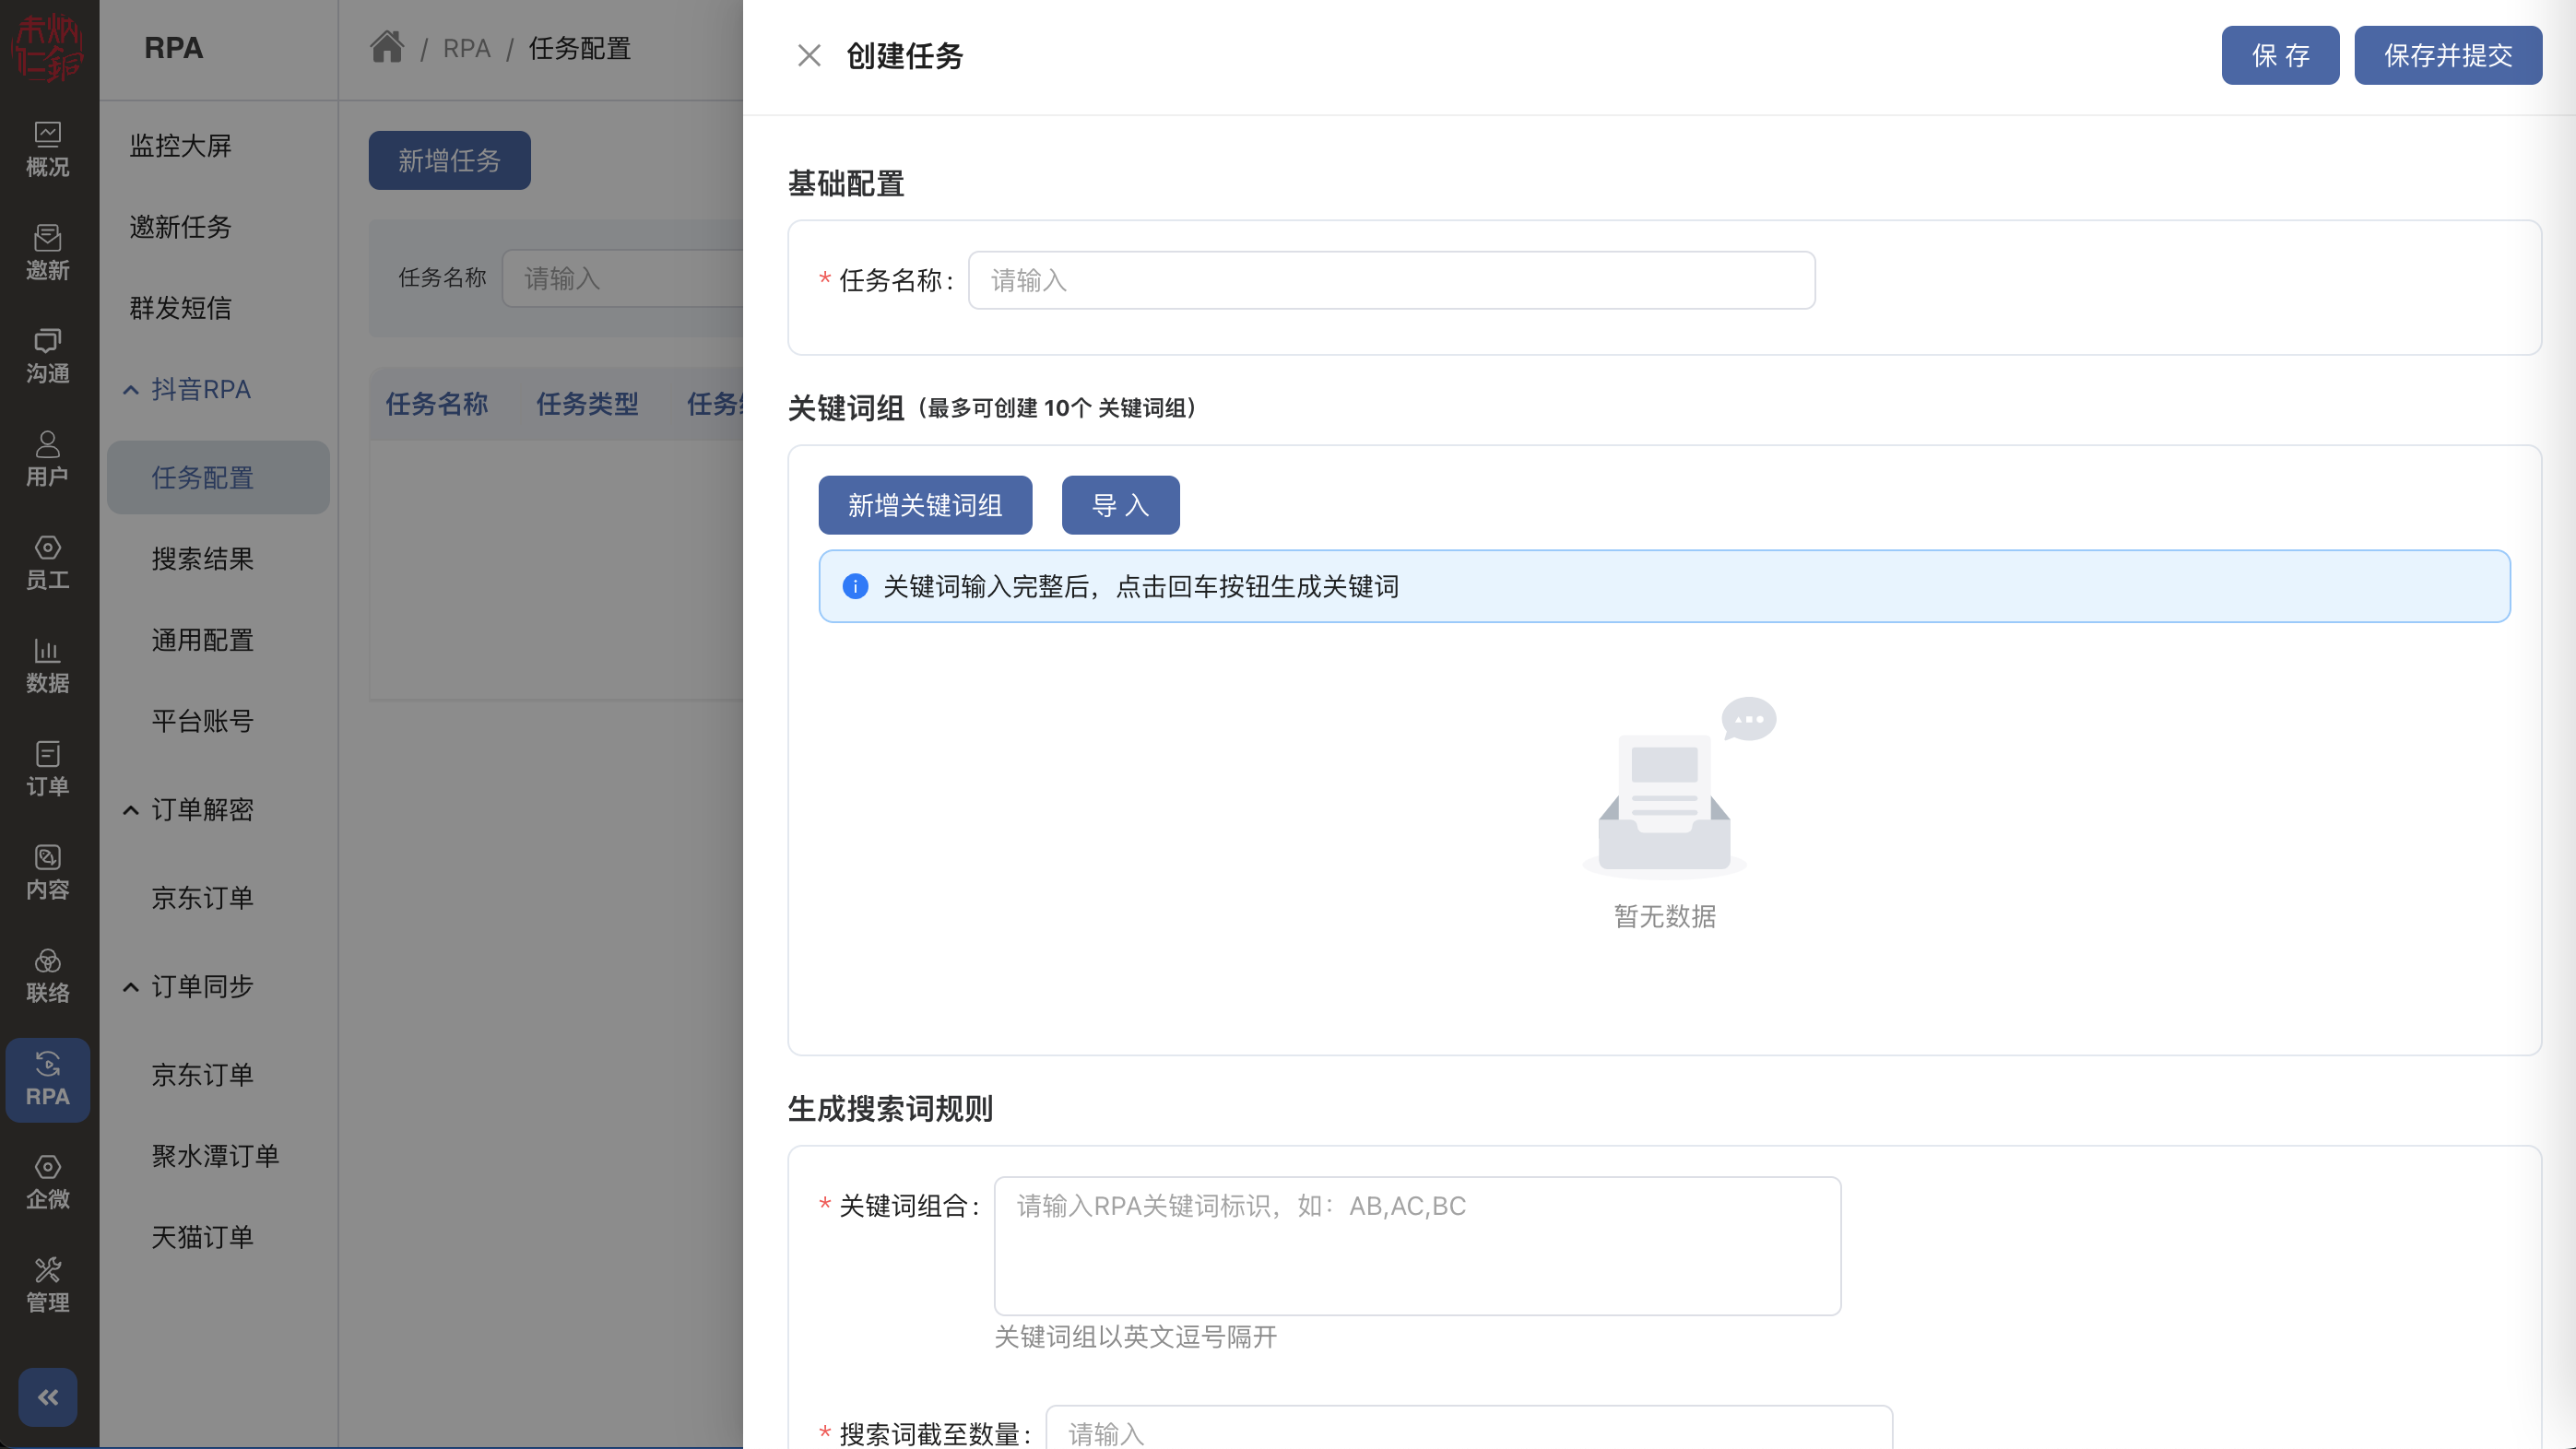 RPA
/ RPA / 任务配置
概况
邀新
沟通
用户
员工
数据
订单
内容
联络
RPA
企微
管理
监控大屏
邀新任务
群发短信
抖音RPA
任务配置
搜索结果
通用配置
平台账号
订单解密
京东订单
订单同步
京东订单
聚水潭订单
天猫订单
新增任务
任务名称 请输入
任务名称 任务类型 任务
创建任务
保 存 保存并提交
基础配置
* 任务名称: 请输入
关键词组（最多可创建 10个 关键词组）
新增关键词组 导 入
关键词输入完整后，点击回车按钮生成关键词
暂无数据
生成搜索词规则
* 关键词组合: 请输入RPA关键词标识，如：AB,AC,BC
关键词组以英文逗号隔开
* 搜索词截至数量: 请输入